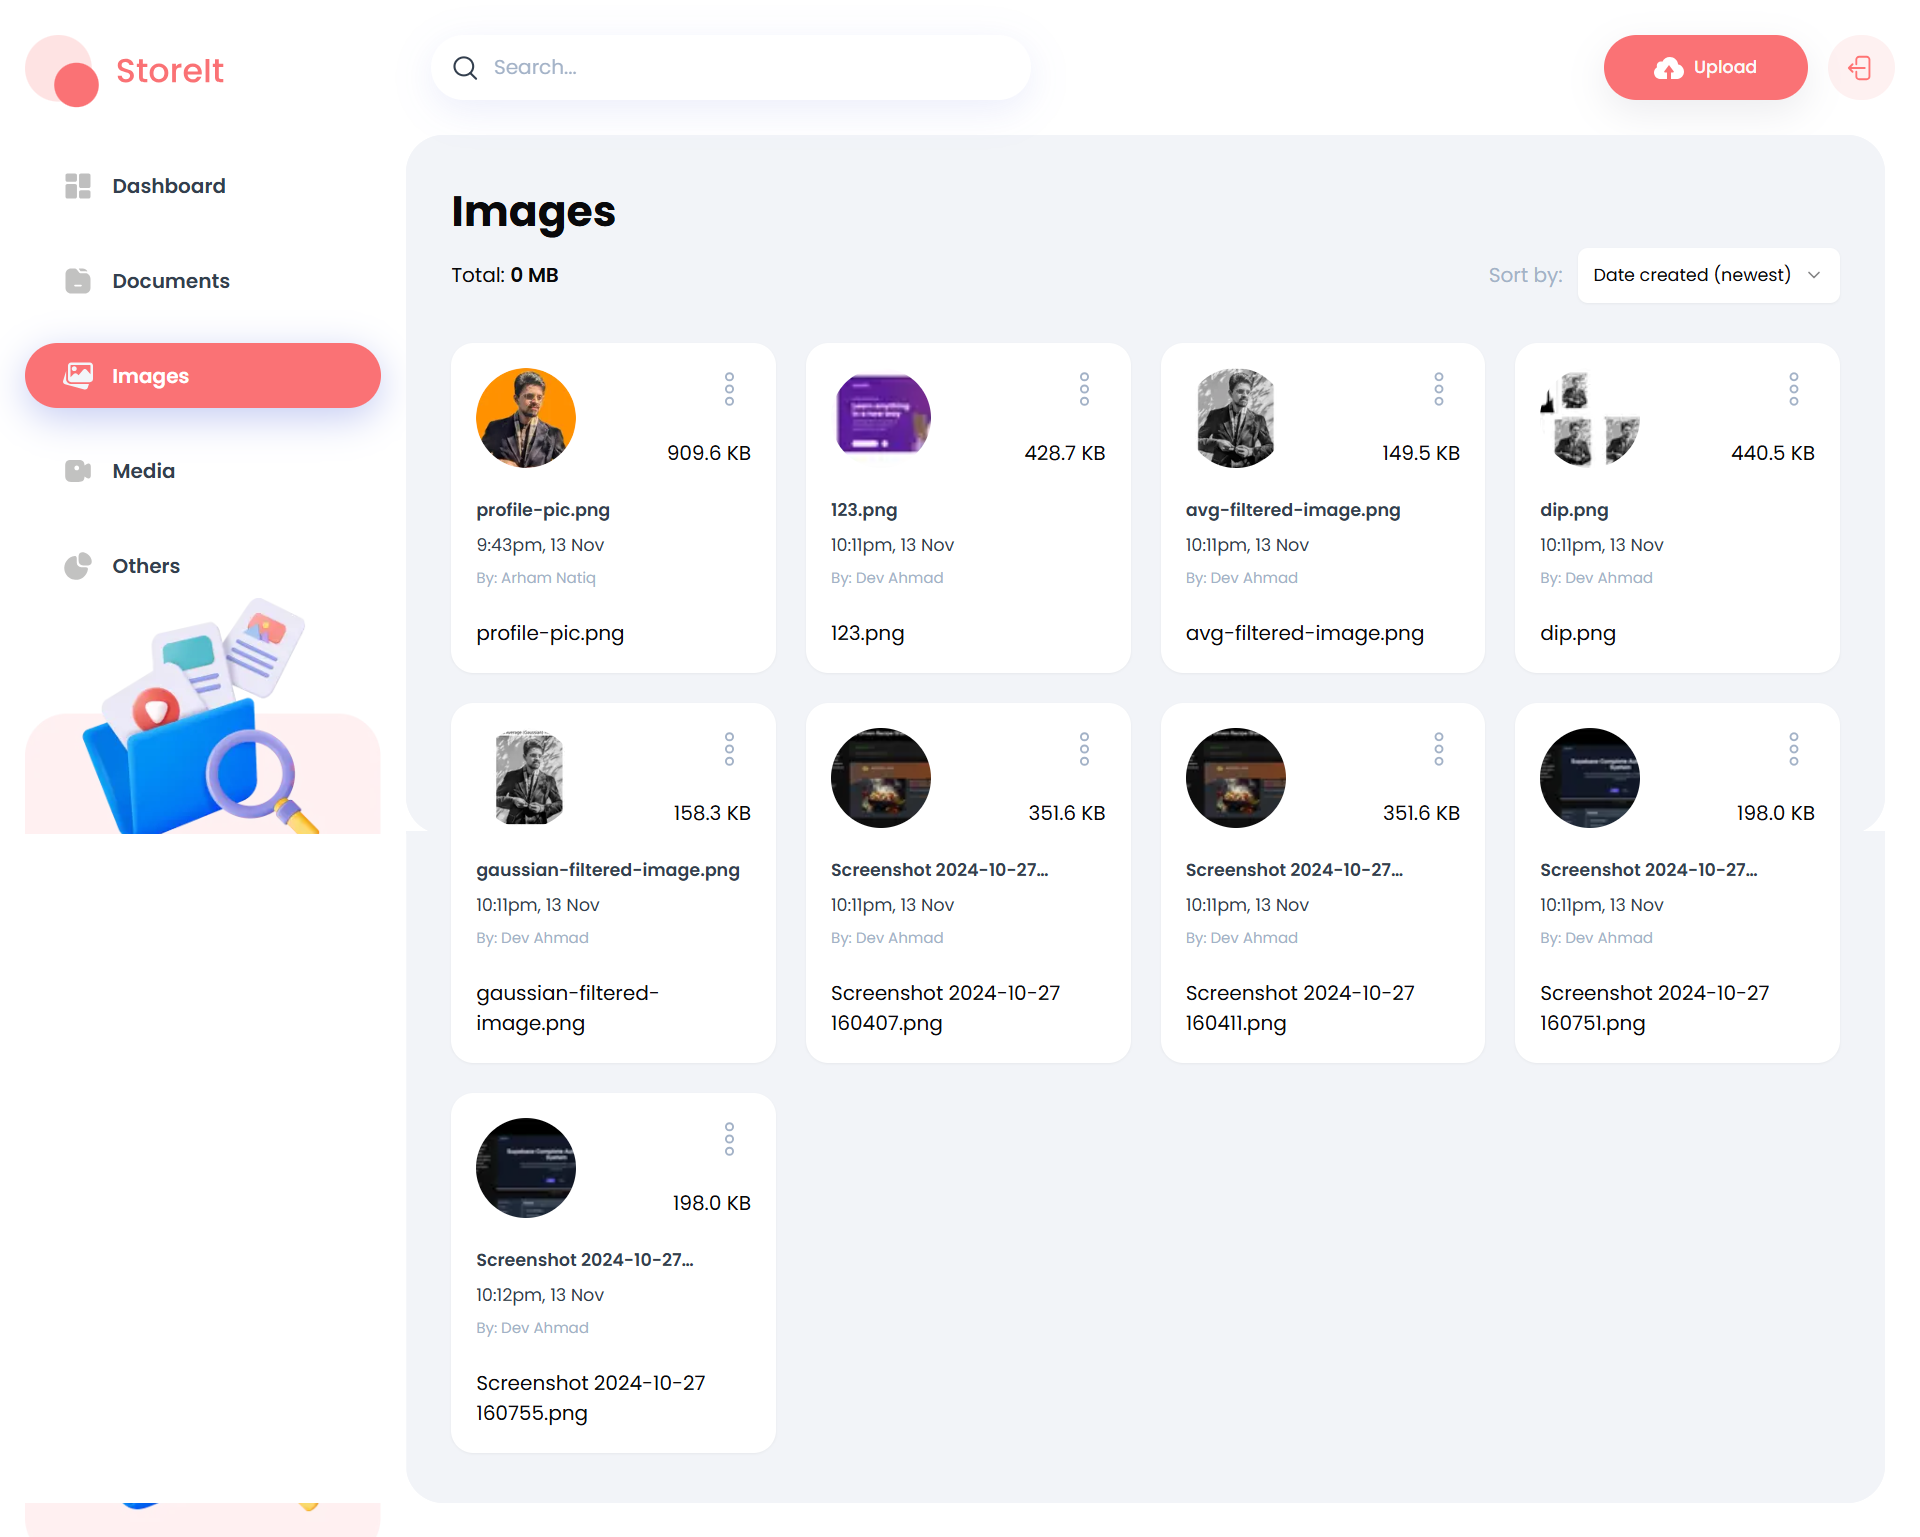 StoreIt
Search...
Upload
Dashboard
Documents
Images
Media
Others
Images
Total: 0 MB
Sort by:
Date created (newest)
909.6 KB
profile-pic.png
9:43pm, 13 Nov
By: Arham Natiq
profile-pic.png
Learn anything
in a new way
428.7 KB
123.png
10:11pm, 13 Nov
By: Dev Ahmad
123.png
149.5 KB
avg-filtered-image.png
10:11pm, 13 Nov
By: Dev Ahmad
avg-filtered-image.png
440.5 KB
dip.png
10:11pm, 13 Nov
By: Dev Ahmad
dip.png
158.3 KB
gaussian-filtered-image.png
10:11pm, 13 Nov
By: Dev Ahmad
gaussian-filtered-
image.png
351.6 KB
Screenshot 2024-10-27...
10:11pm, 13 Nov
By: Dev Ahmad
Screenshot 2024-10-27
160407.png
351.6 KB
Screenshot 2024-10-27...
10:11pm, 13 Nov
By: Dev Ahmad
Screenshot 2024-10-27
160411.png
198.0 KB
Screenshot 2024-10-27...
10:11pm, 13 Nov
By: Dev Ahmad
Screenshot 2024-10-27
160751.png
198.0 KB
Screenshot 2024-10-27...
10:12pm, 13 Nov
By: Dev Ahmad
Screenshot 2024-10-27
160755.png